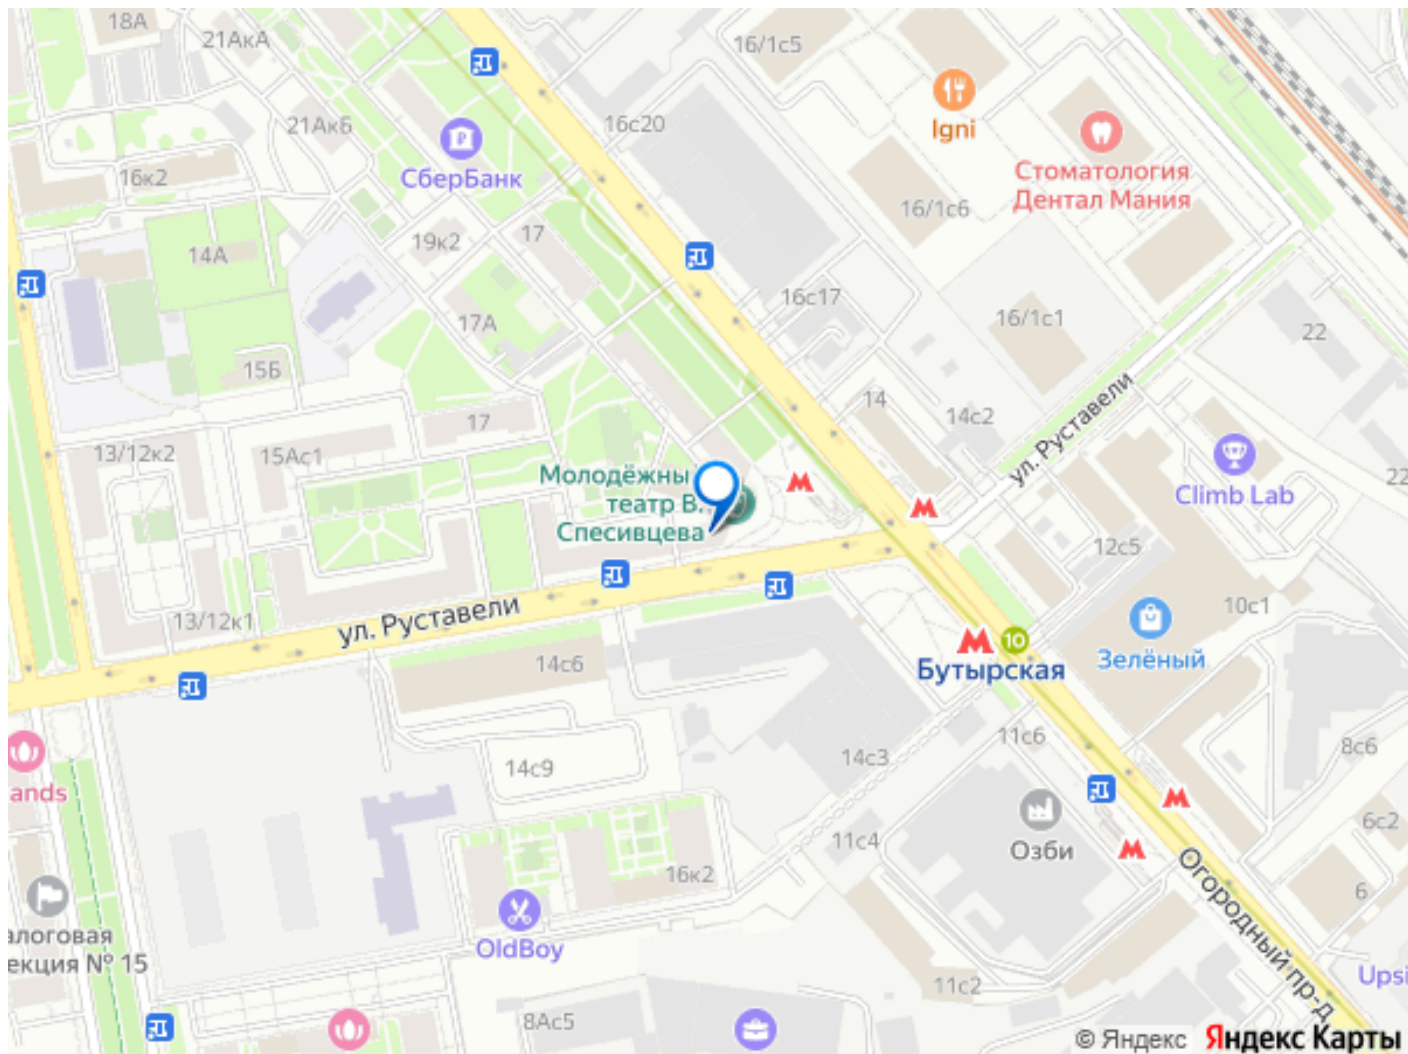 18А
21АкА
16/1с5
Igni
21Ак6
16с20
СберБанк
Стоматология
Дентал Мания
16к2
16/1с6
19к2
17
14А
16с17
16/1с1
22
17А
15Б
14
14с2
ул. Руставели
17
13/12к2
15Ас1
Молодёжны
театр В.
Спесивцева
Climb Lab
22
12с5
10с1
13/12к1
ул. Руставели
14с6
10
Бутырская
Зелёный
11с6
8с6
14с3
14с9
ands
6с2
11с4
Озби
16к2
6
Огородный пр-д
OldBoy
алоговая
екция № 15
11с2
Upsi
8Ас5
© Яндекс Яндекс Карты